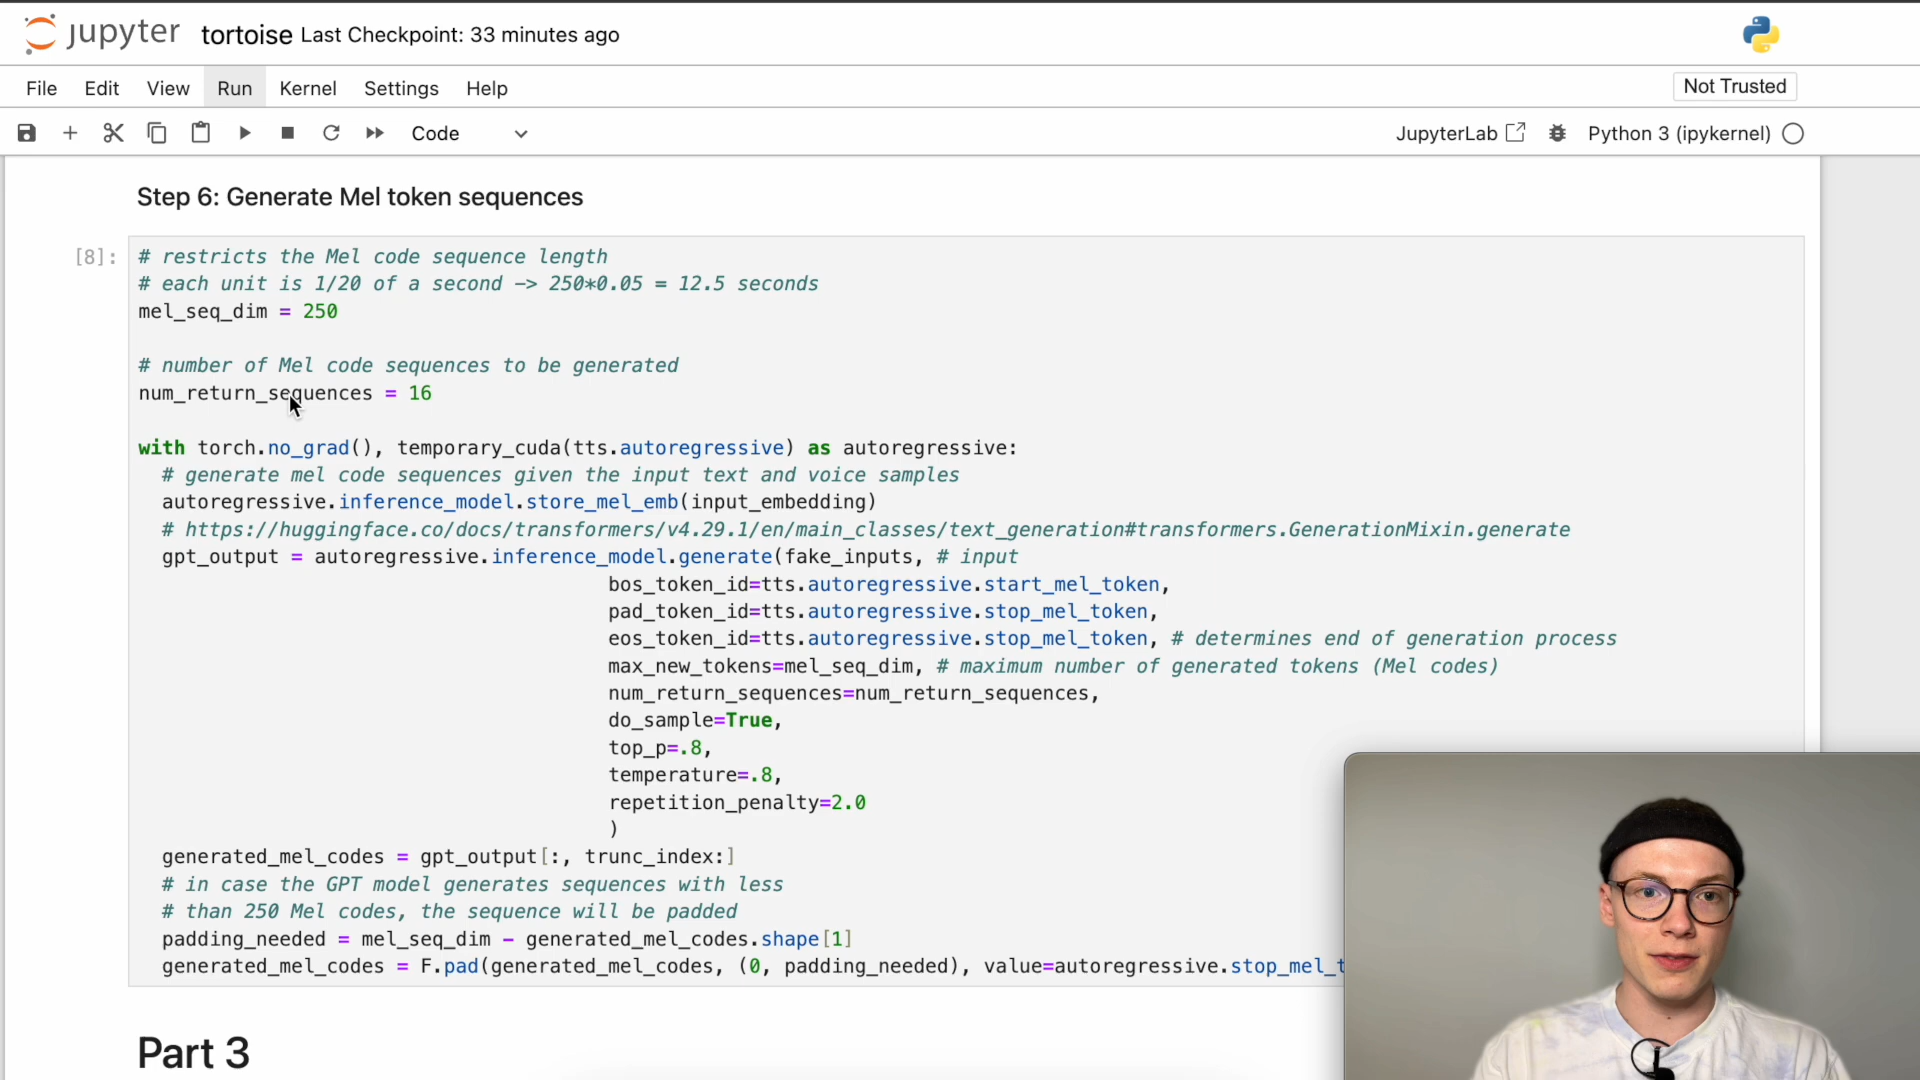 jupyter tortoise Last Checkpoint: 33 minutes ago
File Edit View Run Kernel Settings Help Not Trusted
Code JupyterLab Python 3 (ipykernel)
Step 6: Generate Mel token sequences
[8]:
# restricts the Mel code sequence length
# each unit is 1/20 of a second -> 250*0.05 = 12.5 seconds
mel_seq_dim = 250
# number of Mel code sequences to be generated
num_return_sequences = 16
with torch.no_grad(), temporary_cuda(tts.autoregressive) as autoregressive:
# generate mel code sequences given the input text and voice samples
autoregressive.inference_model.store_mel_emb(input_embedding)
# https://huggingface.co/docs/transformers/v4.29.1/en/main_classes/text_generation#transformers.GenerationMixin.generate
gpt_output = autoregressive.inference_model.generate(fake_inputs, # input
bos_token_id=tts.autoregressive.start_mel_token,
pad_token_id=tts.autoregressive.stop_mel_token,
eos_token_id=tts.autoregressive.stop_mel_token, # determines end of generation process
max_new_tokens=mel_seq_dim, # maximum number of generated tokens (Mel codes)
num_return_sequences=num_return_sequences,
do_sample=True,
top_p=.8,
temperature=.8,
repetition_penalty=2.0
)
generated_mel_codes = gpt_output[:, trunc_index:]
# in case the GPT model generates sequences with less
# than 250 Mel codes, the sequence will be padded
padding_needed = mel_seq_dim - generated_mel_codes.shape[1]
generated_mel_codes = F.pad(generated_mel_codes, (0, padding_needed), value=autoregressive.stop_mel_t
Part 3